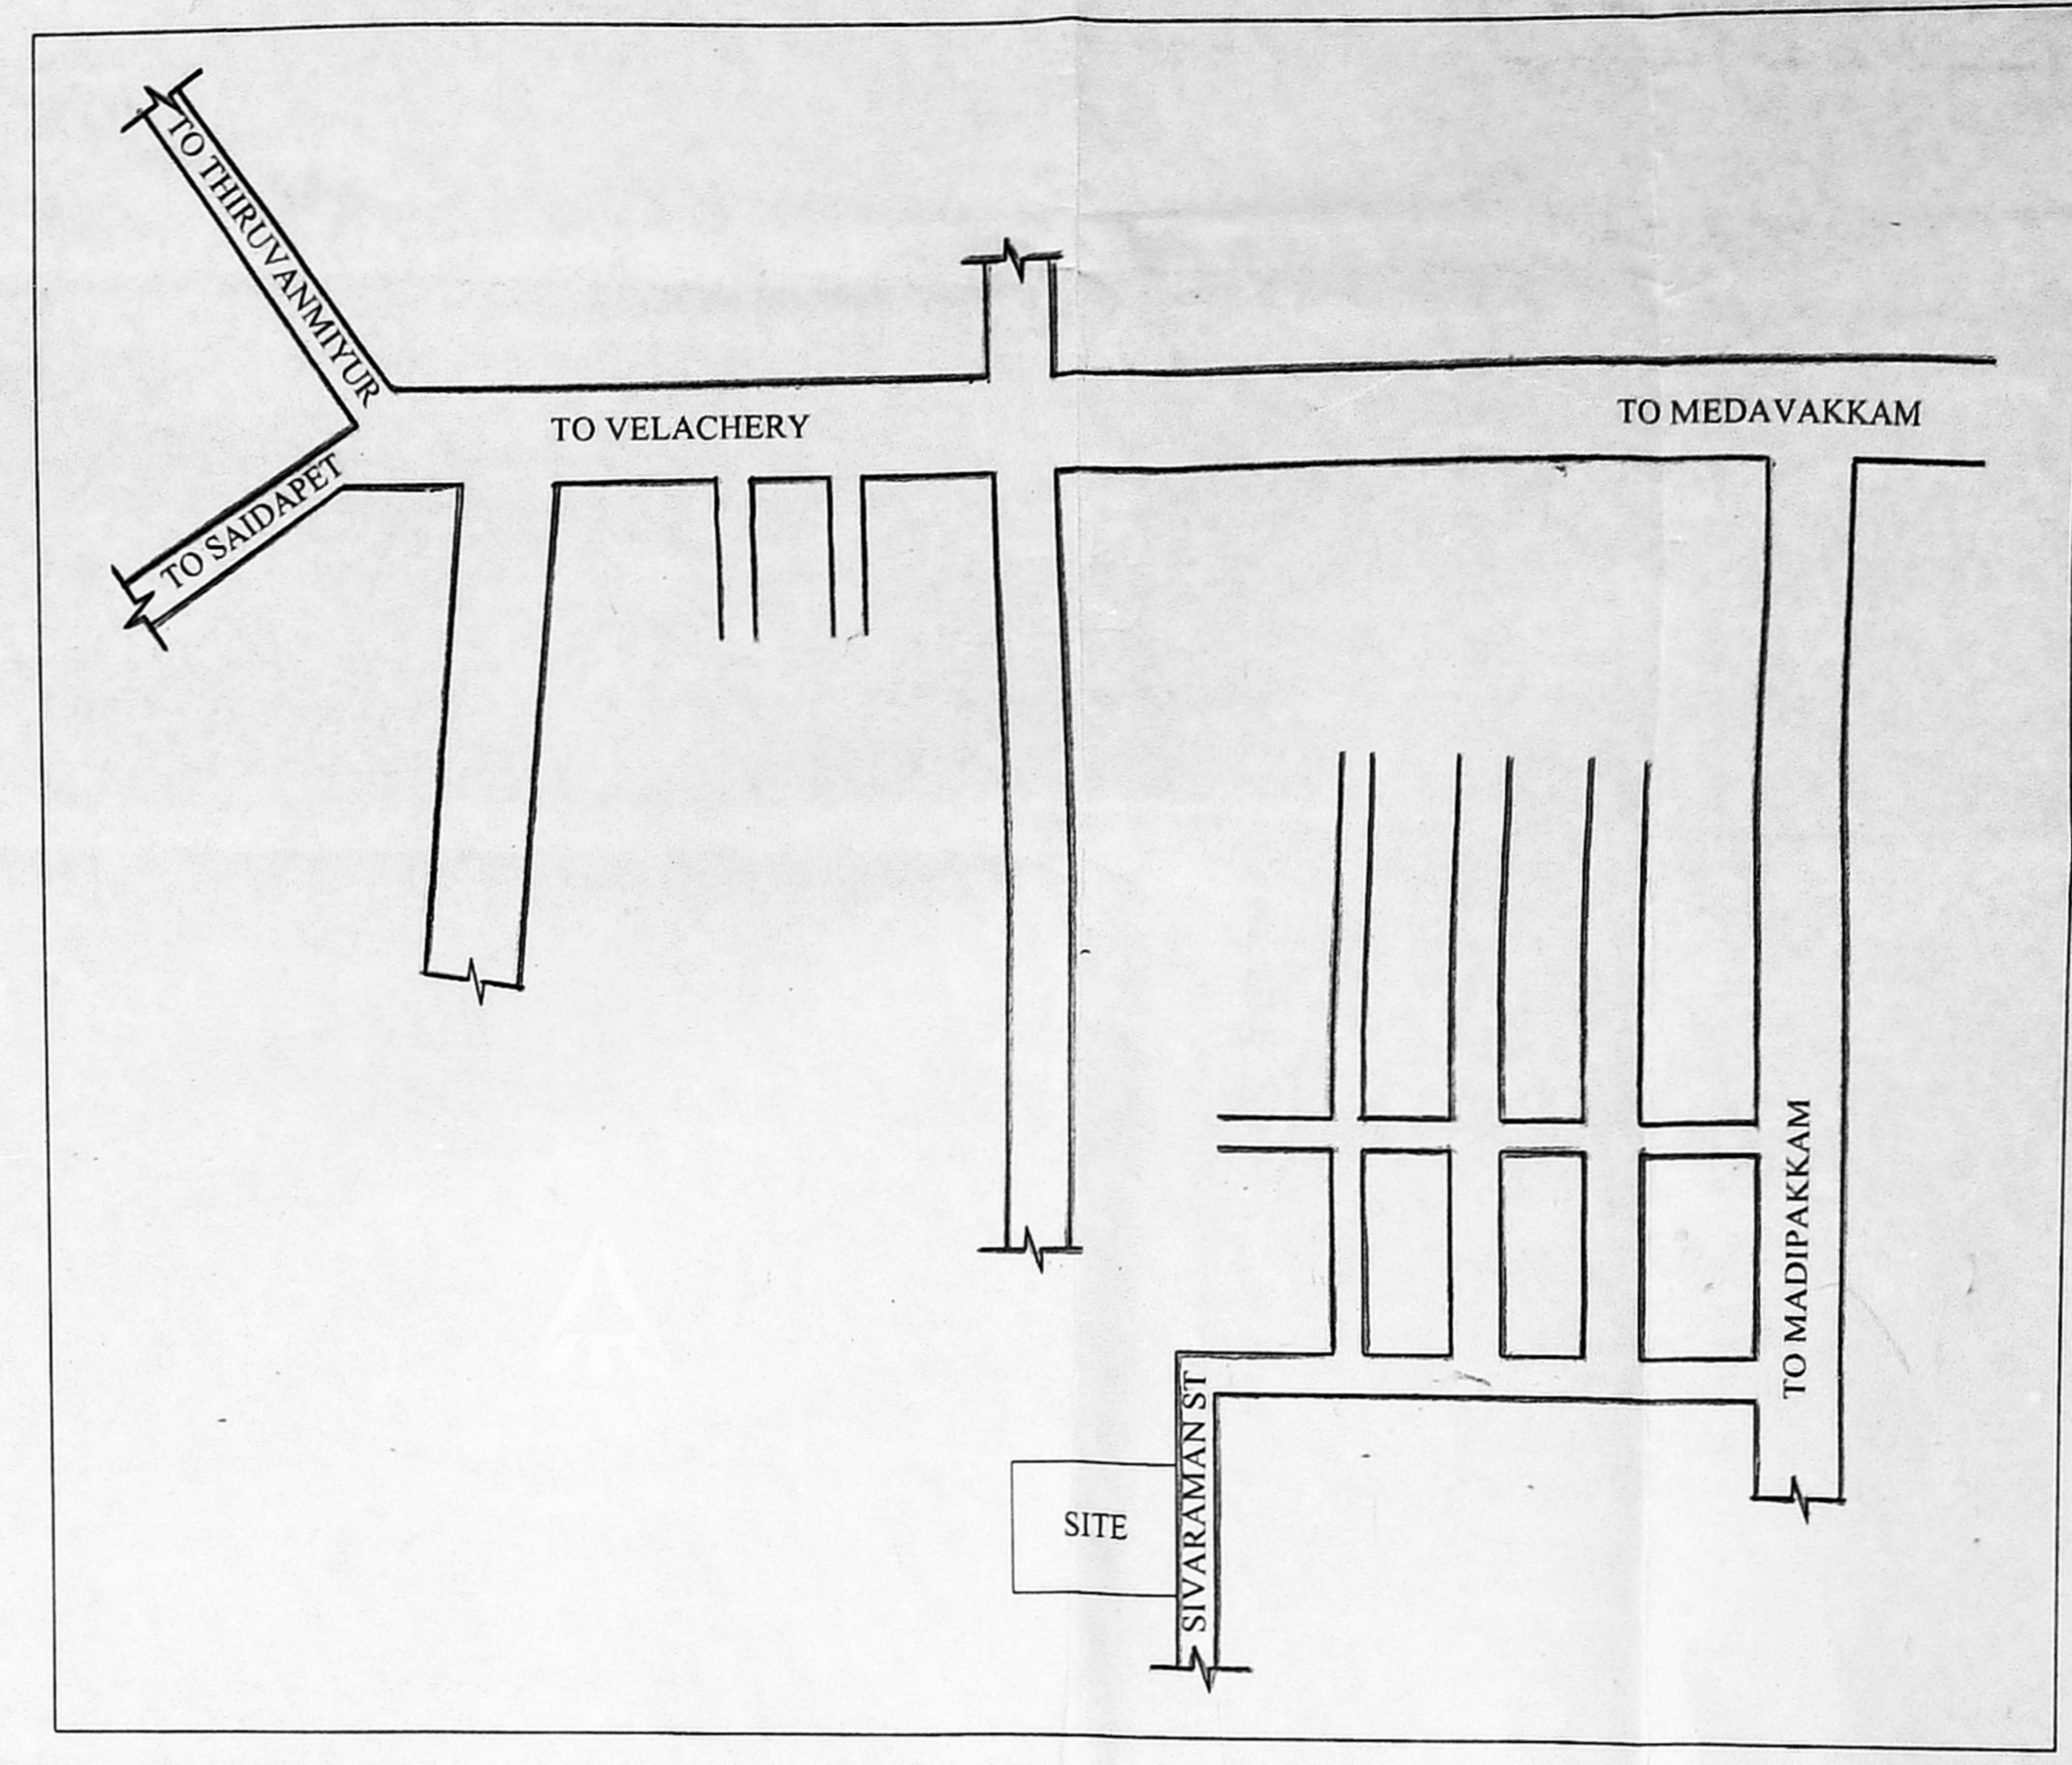 TO THIRUVANMIYUR
TO VELACHERY
TO MEDAVAKKAM
TO SAIDAPET
TO MADIPAKKAM
SIVARAMAN ST
SITE